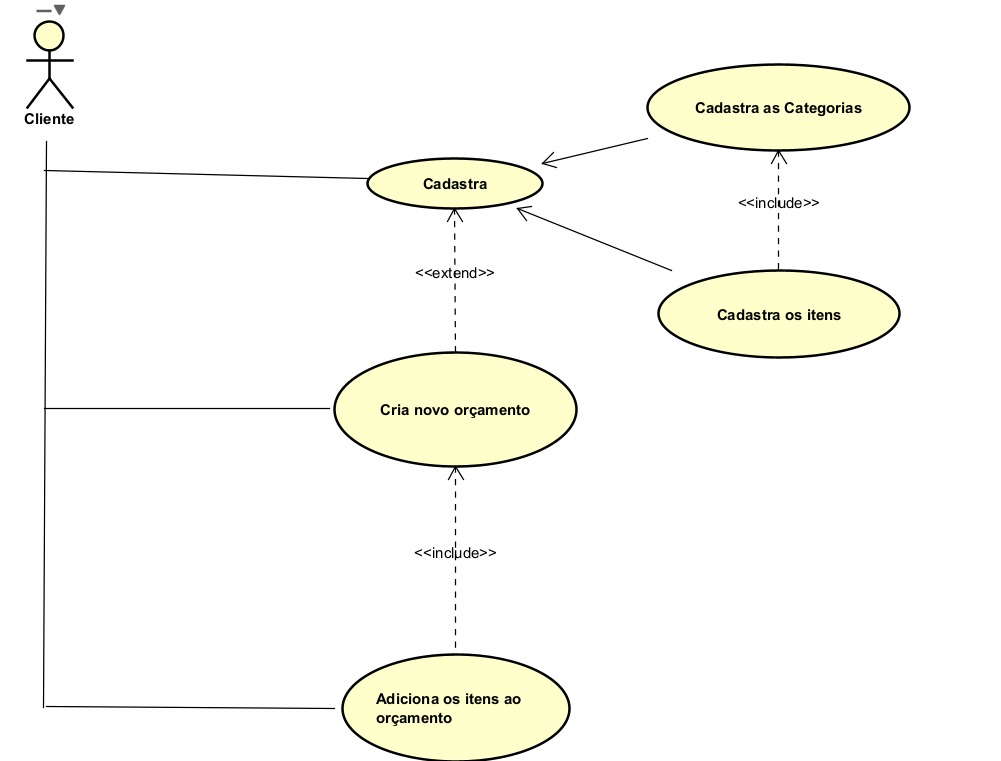 Cliente
Cadastra as Categorias
Cadastra
<<include>>
<<extend>>
Cadastra os itens
Cria novo orçamento
<<include>>
Adiciona os itens ao
orçamento